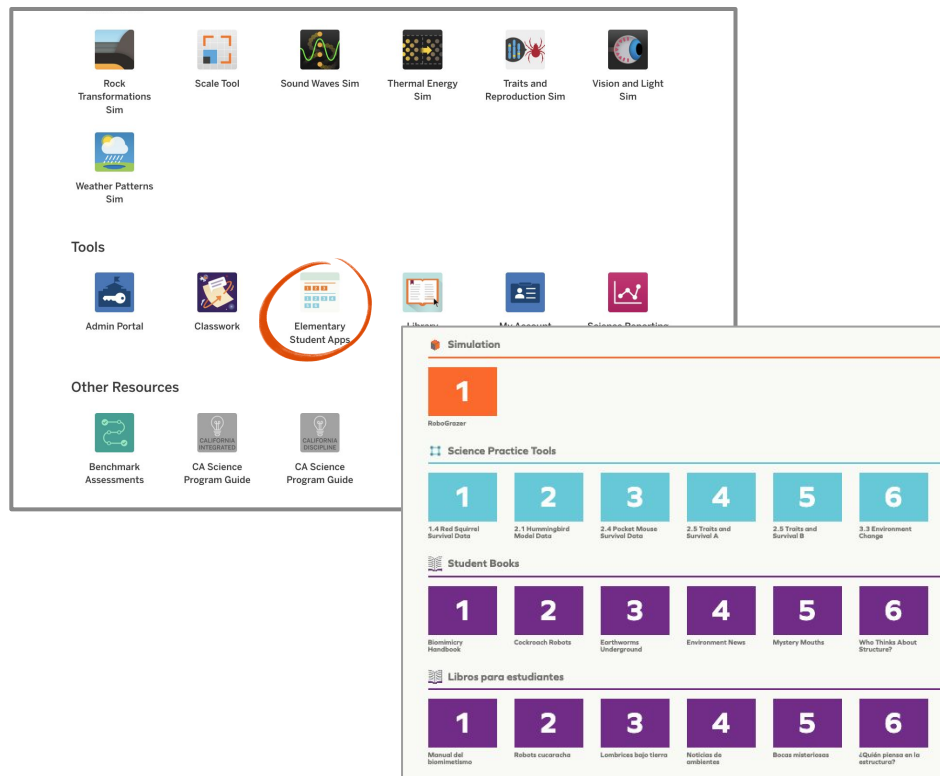 Rock
Transformations
Sim
Scale Tool
Sound Waves Sim
Thermal Energy
Sim
Traits and
Reproduction Sim
Vision and Light
Sim
Weather Patterns
Sim
Tools
Admin Portal
Classwork
Elementary
Student Apps
Library
My Account
Science Reporting
Other Resources
Benchmark
Assessments
CALIFORNIA
INTEGRATED
CA Science
Program Guide
CALIFORNIA
DISCIPLINE
CA Science
Program Guide
Simulation
1
RoboGrazer
Science Practice Tools
1
1.4 Red Squirrel
Survival Data
2
2.1 Hummingbird
Model Data
3
2.4 Pocket Mouse
Survival Data
4
2.5 Traits and
Survival A
5
2.5 Traits and
Survival B
6
3.3 Environment
Change
Student Books
1
Biomimicry
Handbook
2
Cockroach Robots
3
Earthworms
Underground
4
Environment News
5
Mystery Mouths
6
Who Thinks About
Structure?
Libros para estudiantes
1
Manual del
biomimetismo
2
Robots cucaracha
3
Lombrices bajo tierra
4
Noticias de
ambientes
5
Bocas misteriosas
6
¿Quién piensa en la
estructura?